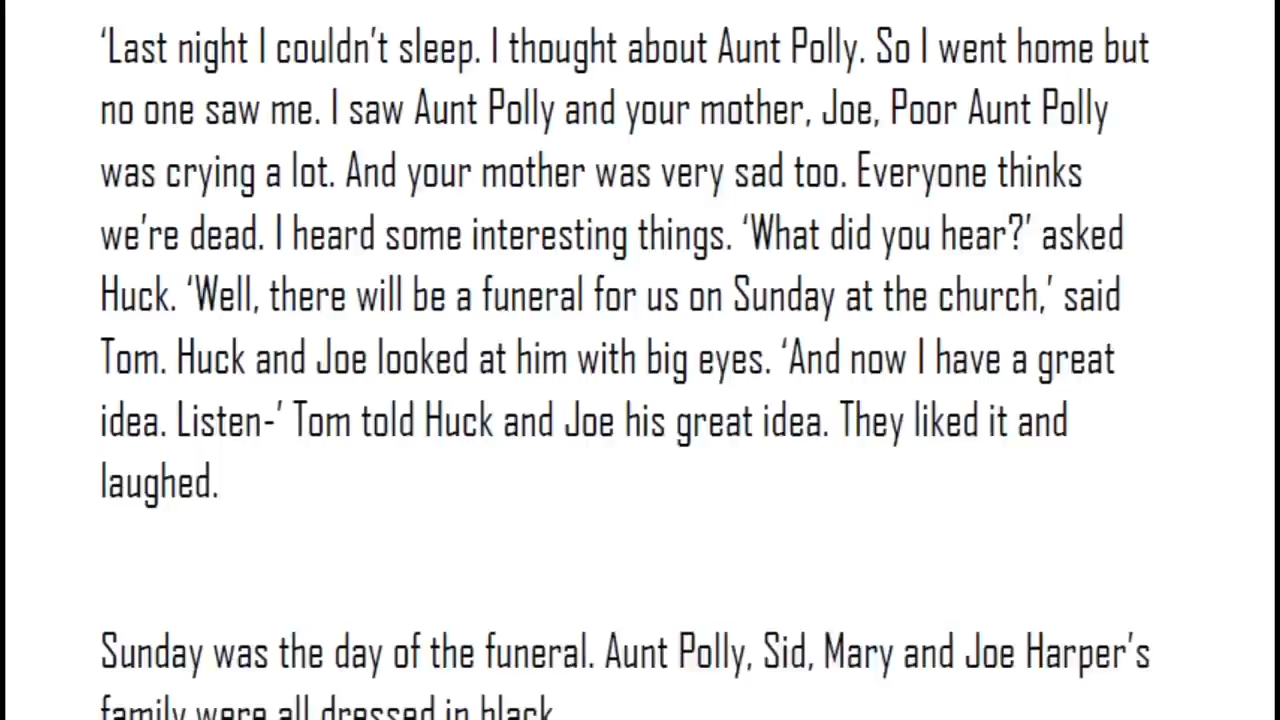 ‘Last night I couldn’t sleep. I thought about Aunt Polly. So I went home but
no one saw me. I saw Aunt Polly and your mother, Joe, Poor Aunt Polly
was crying a lot. And your mother was very sad too. Everyone thinks
we’re dead. I heard some interesting things. ‘What did you hear?’ asked
Huck. ‘Well, there will be a funeral for us on Sunday at the church,’ said
Tom. Huck and Joe looked at him with big eyes. ‘And now I have a great
idea. Listen-’ Tom told Huck and Joe his great idea. They liked it and
laughed.
Sunday was the day of the funeral. Aunt Polly, Sid, Mary and Joe Harper’s
family were all dressed in black